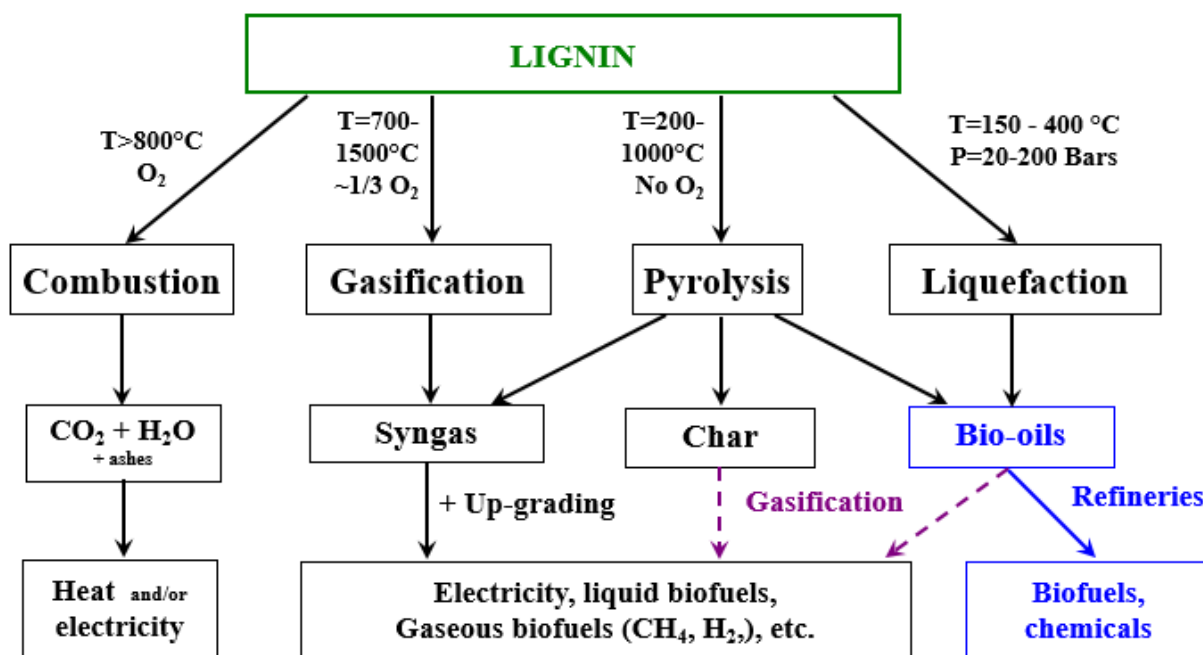 LIGNIN
T>800°C
O₂
T=700-
1500°C
~1/3 O₂
T=200-
1000°C
No O₂
T=150 - 400 °C
P=20-200 Bars
Combustion
Gasification
Pyrolysis
Liquefaction
CO₂ + H₂O
+ ashes
Syngas
Char
Bio-oils
+ Up-grading
Gasification
Refineries
Heat and/or
electricity
Electricity, liquid biofuels,
Gaseous biofuels (CH₄, H₂,), etc.
Biofuels,
chemicals